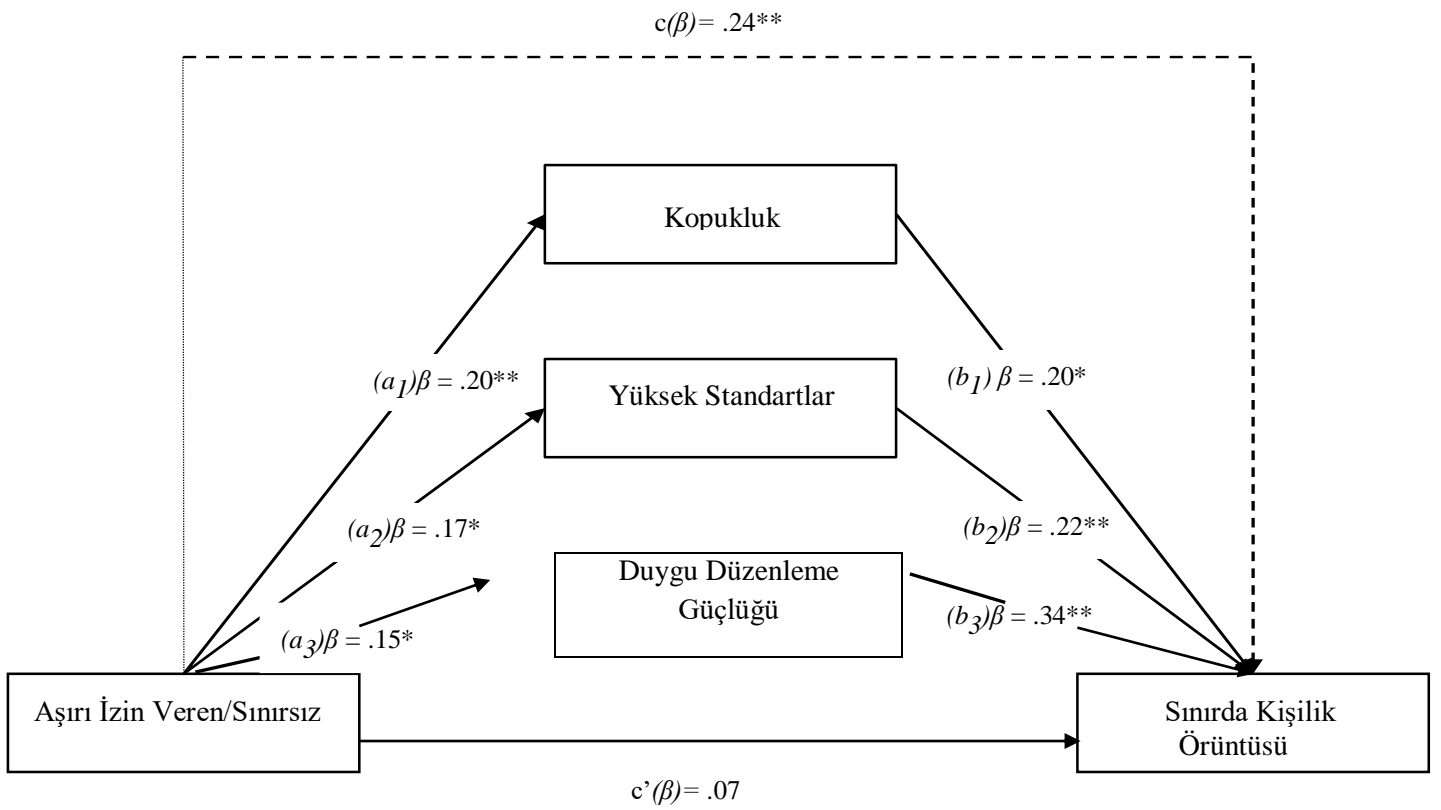 c(β)= .24**
Kopukluk
(a1)β = .20**
(b1) β = .20*
Yüksek Standartlar
(a2)β = .17*
(b2)β = .22**
Duygu Düzenleme
Güçlüğü
(a3)β = .15*
(b3)β = .34**
Aşırı İzin Veren/Sınırsız
Sınırda Kişilik
Örüntüsü
c’(β)= .07